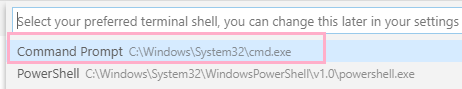 Select your preferred terminal shell, you can change this later in your settings
Command Prompt C:\Windows\System32\cmd.exe
PowerShell C:\Windows\System32\WindowsPowerShell\v1.0\powershell.exe